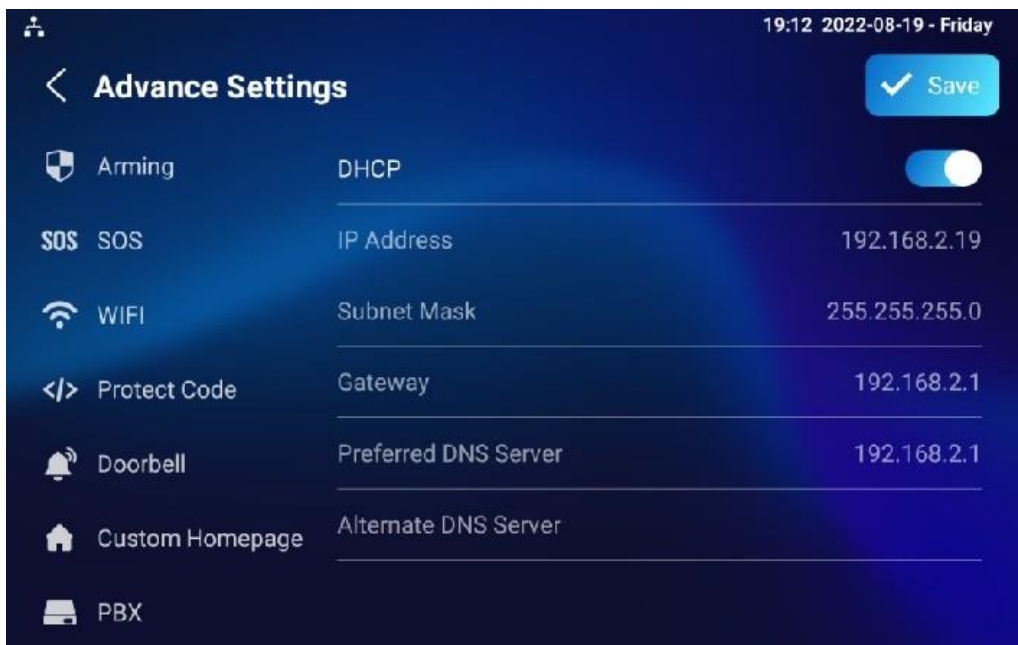 19:12 2022-08-19 - Friday
Advance Settings
Save
Arming
SOS SOS
WIFI
</> Protect Code
Doorbell
Custom Homepage
PBX
DHCP
IP Address 192.168.2.19
Subnet Mask 255.255.255.0
Gateway 192.168.2.1
Preferred DNS Server 192.168.2.1
Alternate DNS Server